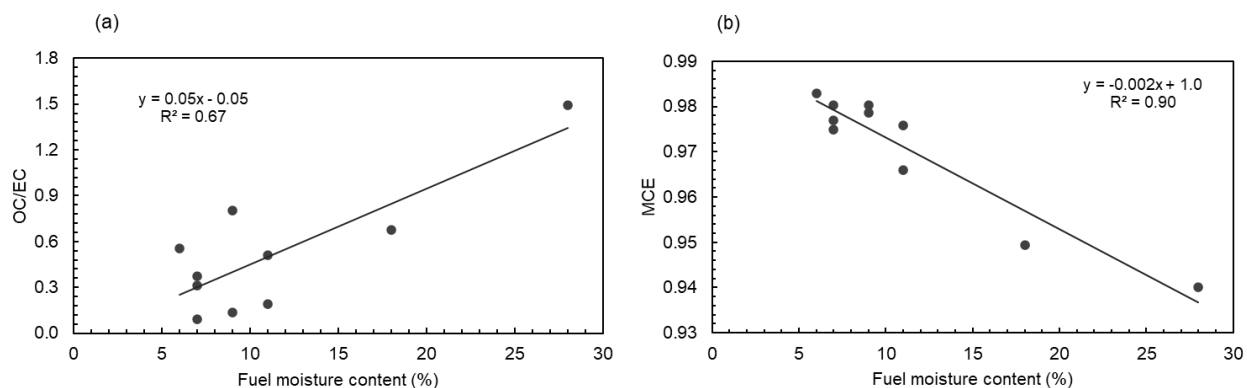 (a)
1.8
1.5
1.2
0.9
0.6
0.3
0.0
OC/EC
y = 0.05x - 0.05
R² = 0.67
0 5 10 15 20 25 30
Fuel moisture content (%)
(b)
0.99
0.98
0.97
0.96
0.95
0.94
0.93
MCE
y = -0.002x + 1.0
R² = 0.90
0 5 10 15 20 25 30
Fuel moisture content (%)